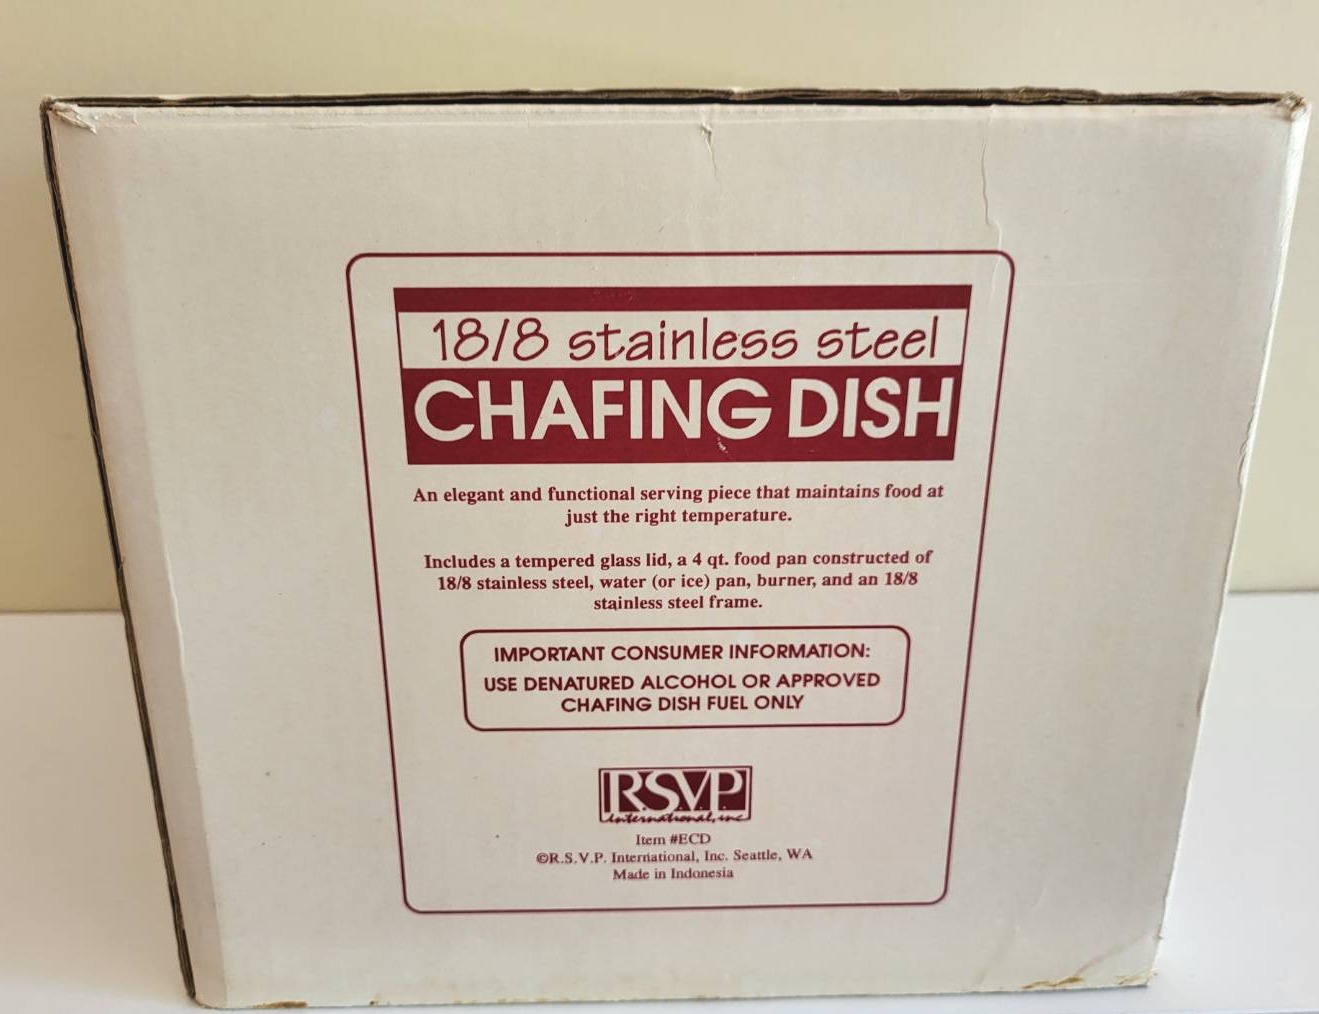 18/8 stainless steel
CHAFING DISH
An elegant and functional serving piece that maintains food at
just the right temperature.
Includes a tempered glass lid, a 4 qt. food pan constructed of
18/8 stainless steel, water (or ice) pan, burner, and an 18/8
stainless steel frame.
IMPORTANT CONSUMER INFORMATION:
USE DENATURED ALCOHOL OR APPROVED
CHAFING DISH FUEL ONLY
R.S.V.P.
International, inc
Item #ECD
©R.S.V.P. International, Inc. Seattle, WA
Made in Indonesia